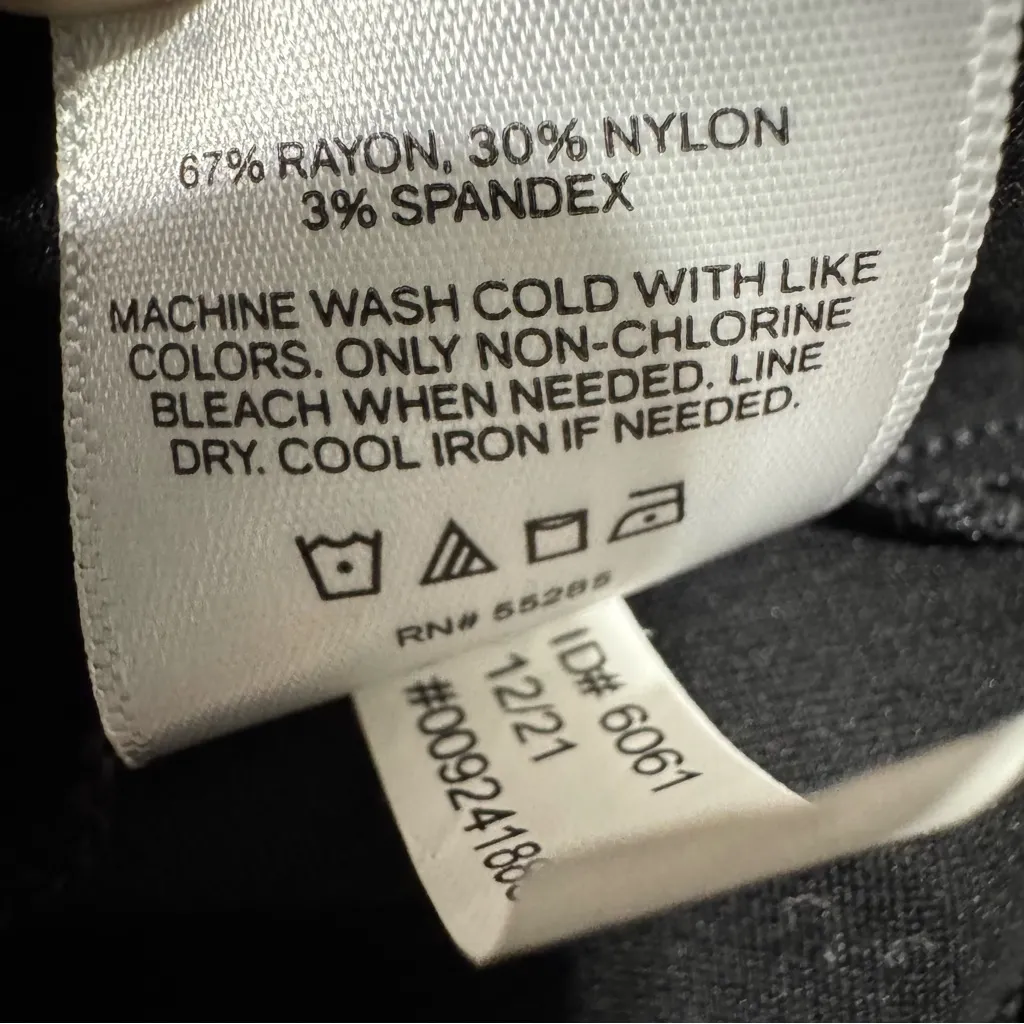 67% RAYON, 30% NYLON
3% SPANDEX
MACHINE WASH COLD WITH LIKE
COLORS. ONLY NON-CHLORINE
BLEACH WHEN NEEDED. LINE
DRY. COOL IRON IF NEEDED.
RN# 55285
ID# 6061
12/21
#00924188